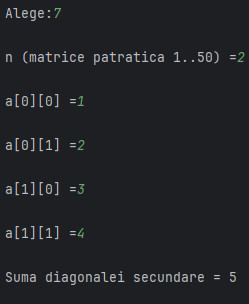 Alege:7
n (matrice patratica 1..50) =2
a[0][0] =1
a[0][1] =2
a[1][0] =3
a[1][1] =4
Suma diagonalei secundare = 5